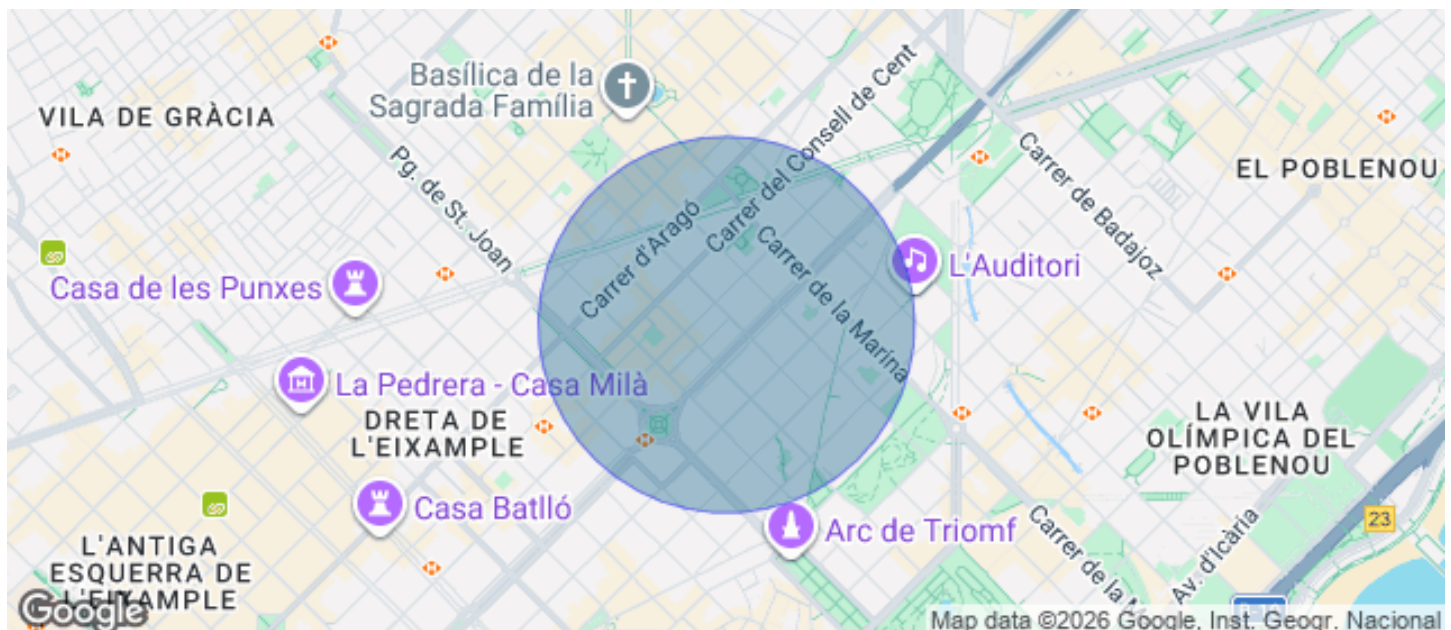 Basílica de la
Sagrada Família
VILA DE GRÀCIA
Carrer del Consell de Cent
Pg. de St. Joan
Carrer d'Aragó
Carrer de Badajoz
EL POBLENOU
Casa de les Punxes
L'Auditori
Carrer de la Marina
La Pedrera - Casa Milà
DRETA DE
L'EIXAMPLE
LA VILA
OLÍMPICA DEL
POBLENOU
Casa Batlló
Arc de Triomf
23
L'ANTIGA
ESQUERRA DE
L'EIXAMPLE
Carrer de la M
Av. d'Icària
Google
Map data ©2026 Google, Inst. Geogr. Nacional